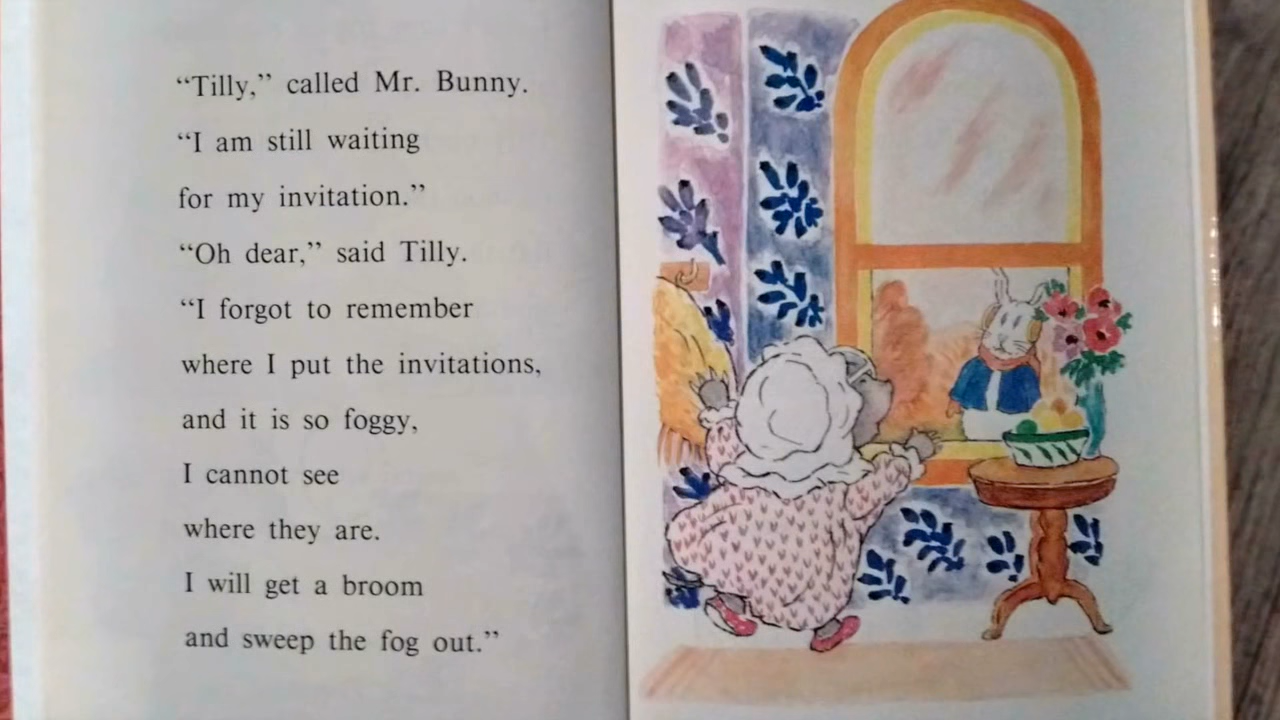 “Tilly,” called Mr. Bunny.
“I am still waiting
for my invitation.”
“Oh dear,” said Tilly.
“I forgot to remember
where I put the invitations,
and it is so foggy,
I cannot see
where they are.
I will get a broom
and sweep the fog out.”